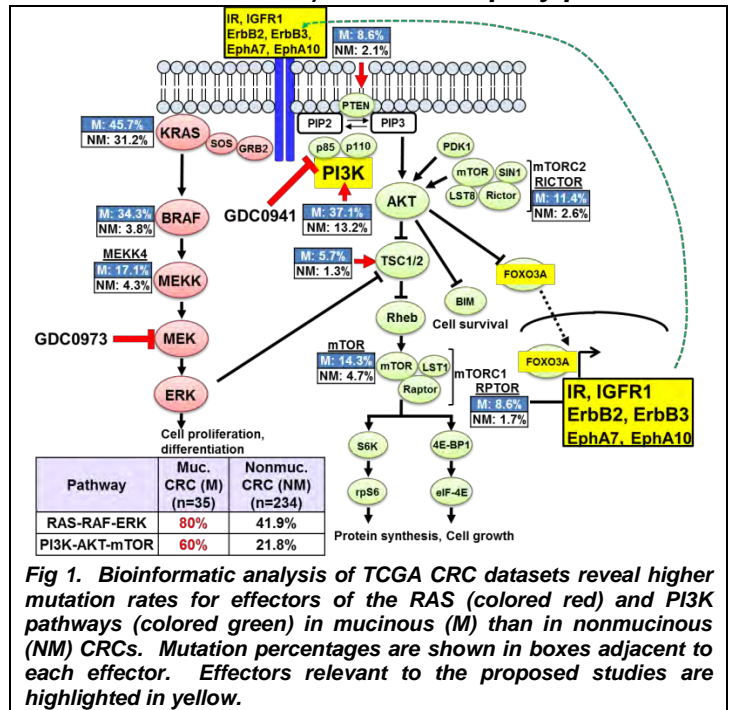 IR, IGFR1
ErbB2, ErbB3,
EphA7, EphA10
M: 8.6%
NM: 2.1%
PTEN
PIP2
PIP3
M: 45.7%
NM: 31.2%
KRAS
SOS
GRB2
p85
p110
PI3K
PDK1
mTOR
SIN1
LST8
Rictor
mTORC2
RICTOR
M: 11.4%
NM: 2.6%
AKT
GDC0941
M: 37.1%
NM: 13.2%
M: 34.3%
NM: 3.8%
BRAF
MEKK4
M: 17.1%
NM: 4.3%
MEKK
M: 5.7%
NM: 1.3%
TSC1/2
BIM
Cell survival
FOXO3A
GDC0973
MEK
Rheb
mTOR
M: 14.3%
NM: 4.7%
mTOR
LST1
Raptor
mTORC1
RPTOR
M: 8.6%
NM: 1.7%
FOXO3A
IR, IGFR1
ErbB2, ErbB3
EphA7, EphA10
ERK
Cell proliferation,
differentiation
S6K
4E-BP1
rpS6
eIF-4E
Protein synthesis, Cell growth
Pathway
Muc.
CRC (M)
(n=35)
Nonmuc.
CRC (NM)
(n=234)
RAS-RAF-ERK 80% 41.9%
PI3K-AKT-mTOR 60% 21.8%
Fig 1. Bioinformatic analysis of TCGA CRC datasets reveal higher
mutation rates for effectors of the RAS (colored red) and PI3K
pathways (colored green) in mucinous (M) than in nonmucinous
(NM) CRCs. Mutation percentages are shown in boxes adjacent to
each effector. Effectors relevant to the proposed studies are
highlighted in yellow.